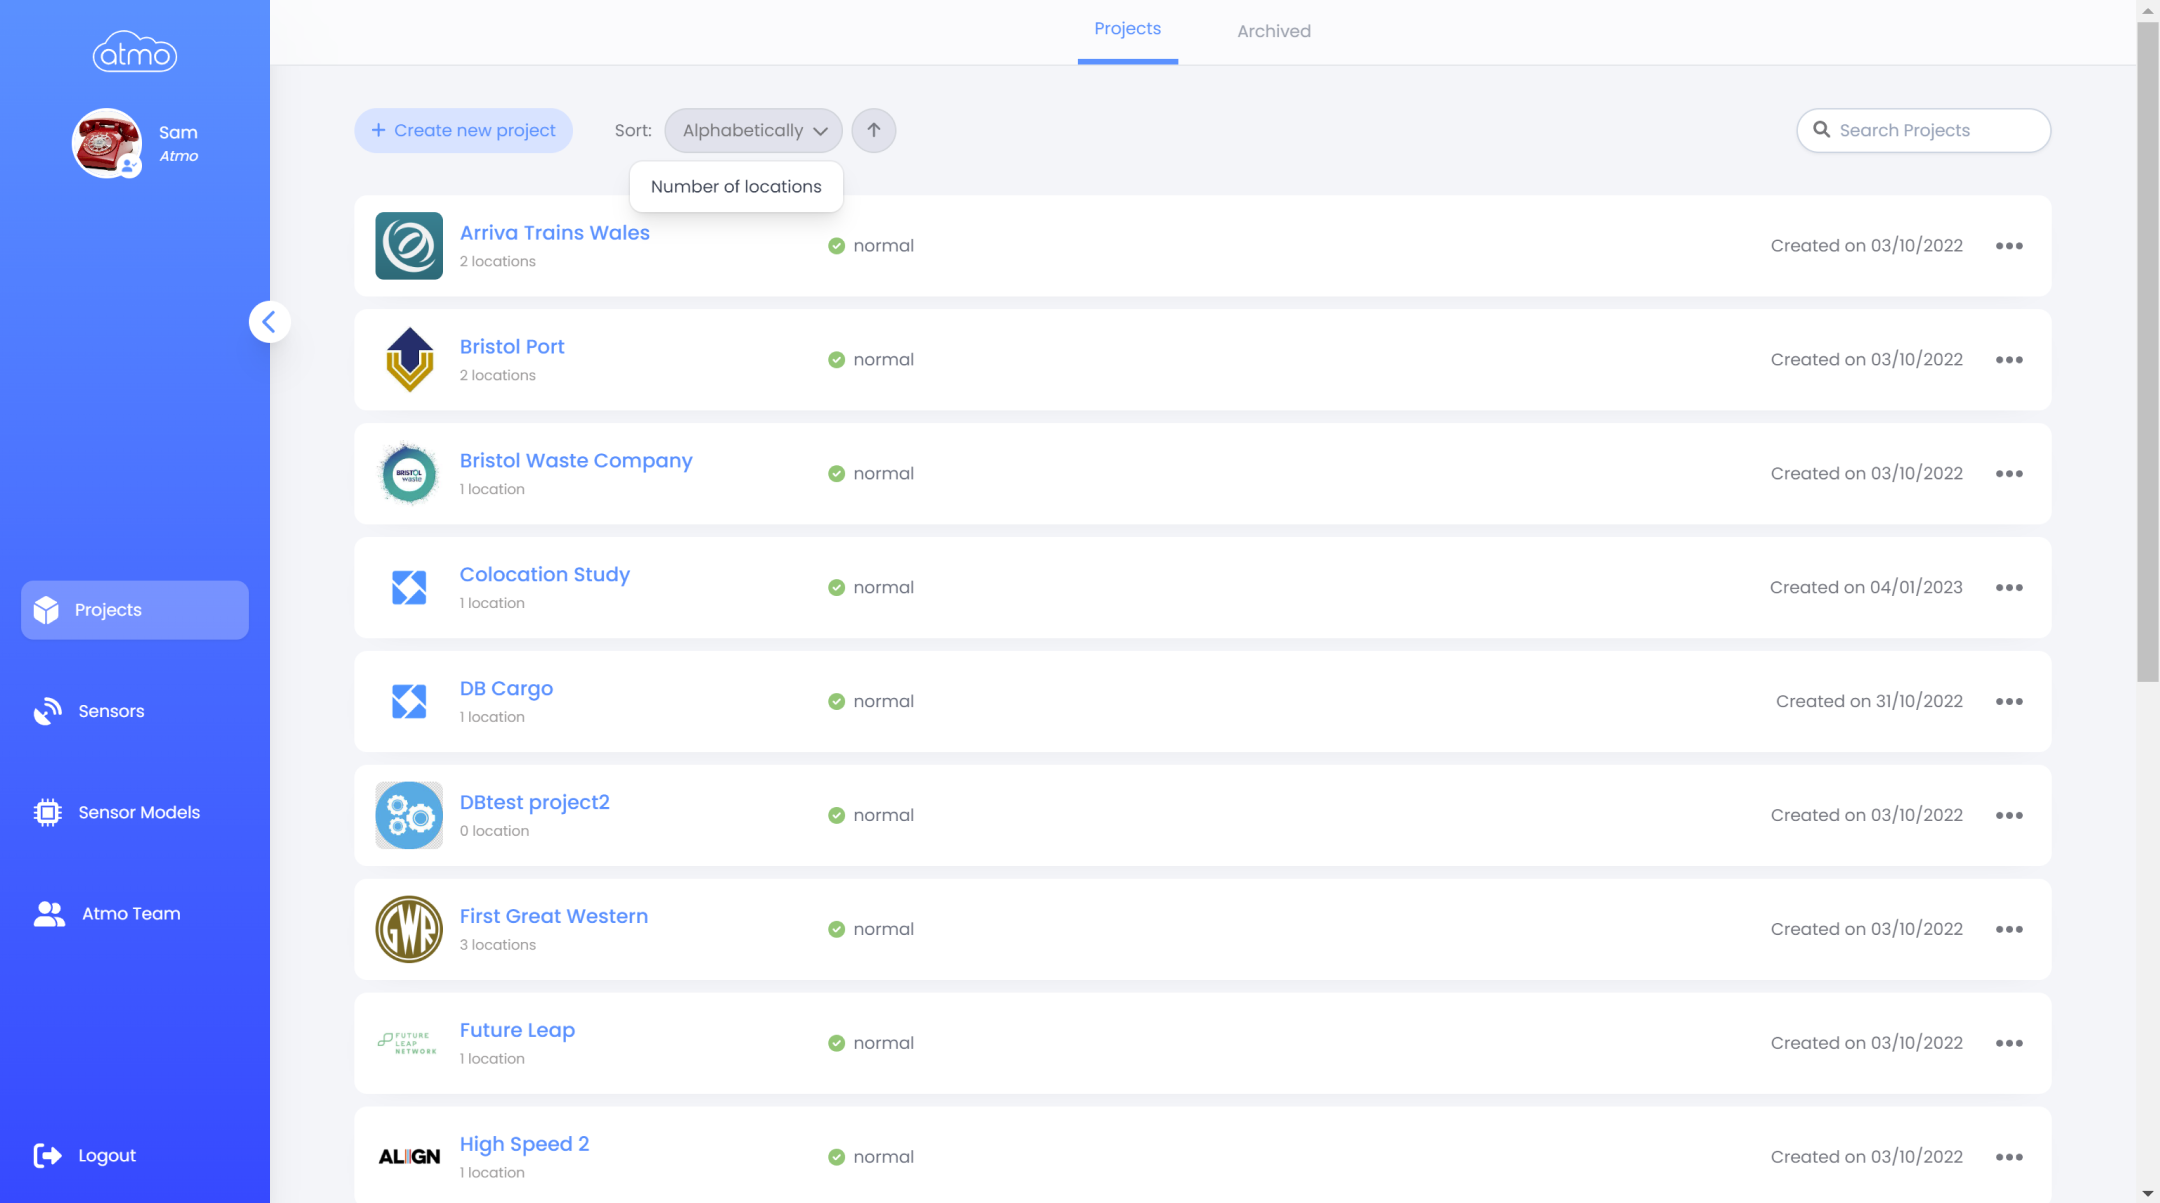 atmo
Sam
Atmo
Projects
Sensors
Sensor Models
Atmo Team
Logout
Projects
Archived
+ Create new project
Sort:
Alphabetically
Search Projects
Number of locations
Arriva Trains Wales
2 locations
normal
Created on 03/10/2022
Bristol Port
2 locations
normal
Created on 03/10/2022
BRISTOL
waste
Bristol Waste Company
1 location
normal
Created on 03/10/2022
Colocation Study
1 location
normal
Created on 04/01/2023
DB Cargo
1 location
normal
Created on 31/10/2022
DBtest project2
0 location
normal
Created on 03/10/2022
GWR
First Great Western
3 locations
normal
Created on 03/10/2022
FUTURE
LEAP
NETWORK
Future Leap
1 location
normal
Created on 03/10/2022
ALIGN
High Speed 2
1 location
normal
Created on 03/10/2022